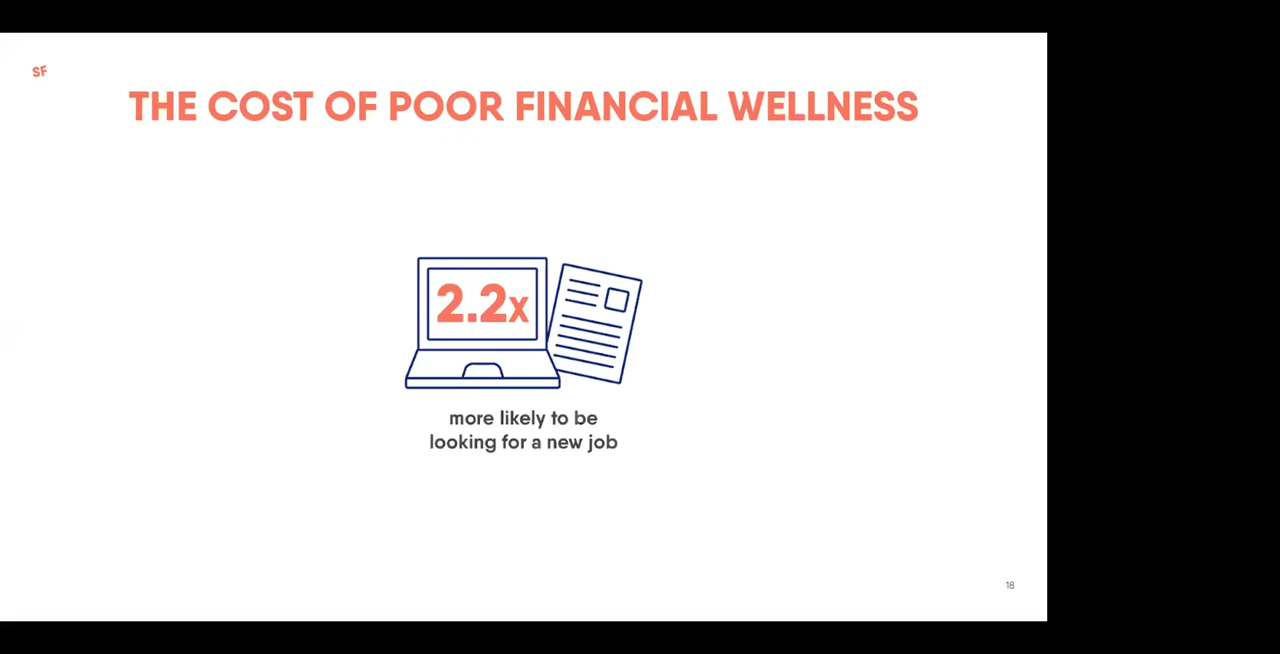 SF
THE COST OF POOR FINANCIAL WELLNESS
2.2x
more likely to be
looking for a new job
18